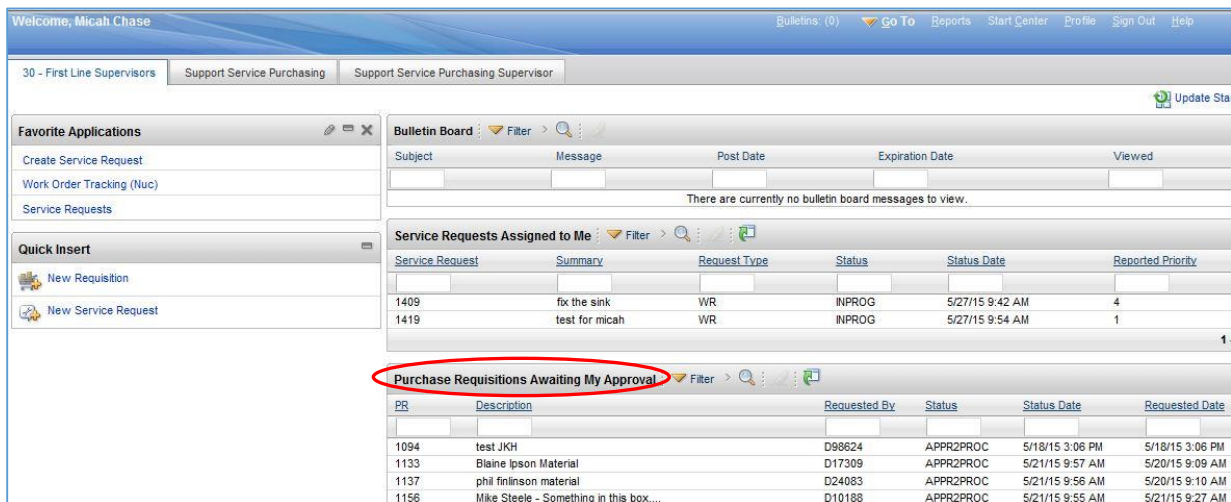 Welcome, Micah Chase
Bulletins: (0) Go To Reports Start Center Profile Sign Out Help
30 - First Line Supervisors Support Service Purchasing Support Service Purchasing Supervisor
Update Sta
Favorite Applications
Create Service Request
Work Order Tracking (Nuc)
Service Requests
Quick Insert
New Requisition
New Service Request
Bulletin Board Filter >
Subject Message Post Date Expiration Date Viewed
There are currently no bulletin board messages to view.
Service Requests Assigned to Me Filter >
Service Request Summary Request Type Status Status Date Reported Priority
1409 fix the sink WR INPROG 5/27/15 9:42 AM 4
1419 test for micah WR INPROG 5/27/15 9:54 AM 1
1
Purchase Requisitions Awaiting My Approval Filter >
PR Description Requested By Status Status Date Requested Date
1094 test JKH D98624 APPR2PROC 5/18/15 3:06 PM 5/18/15 3:06 PM
1133 Blaine Ipson Material D17309 APPR2PROC 5/21/15 9:57 AM 5/20/15 9:09 AM
1137 phil finlinson material D24083 APPR2PROC 5/21/15 9:56 AM 5/20/15 9:10 AM
1156 Mike Steele - Something in this box.... D10188 APPR2PROC 5/21/15 9:55 AM 5/21/15 9:27 AM